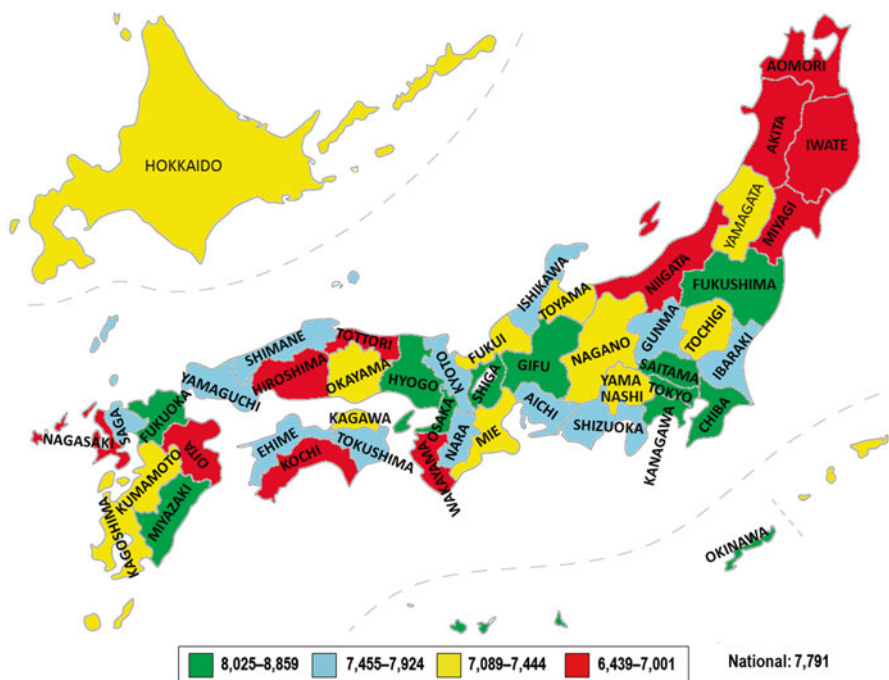 AOMORI
HOKKAIDO
AKITA
IWATE
YAMAGATA
MIYAGI
NIIGATA
FUKUSHIMA
ISHIKAWA
TOYAMA
GUNMA
TOCHIGI
IBARAKI
SHIMANE
TOTTORI
FUKUI
NAGANO
HIROSHIMA
OKAYAMA
HYOGO
KYOTO
SHIGA
GIFU
SAITAMA
YAMAGUCHI
YAMA
NASHI
TOKYO
CHIBA
FUKUOKA
SAGA
NAGASAKI
KAGAWA
OSAKA
AICHI
SHIZUOKA
KANAGAWA
EHIME
TOKUSHIMA
NARA
MIE
OITA
KOCHI
WAKAYAMA
KUMAMOTO
MIYAZAKI
KAGOSHIMA
OKINAWA
8,025–8,859
7,455–7,924
7,089–7,444
6,439–7,001
National: 7,791